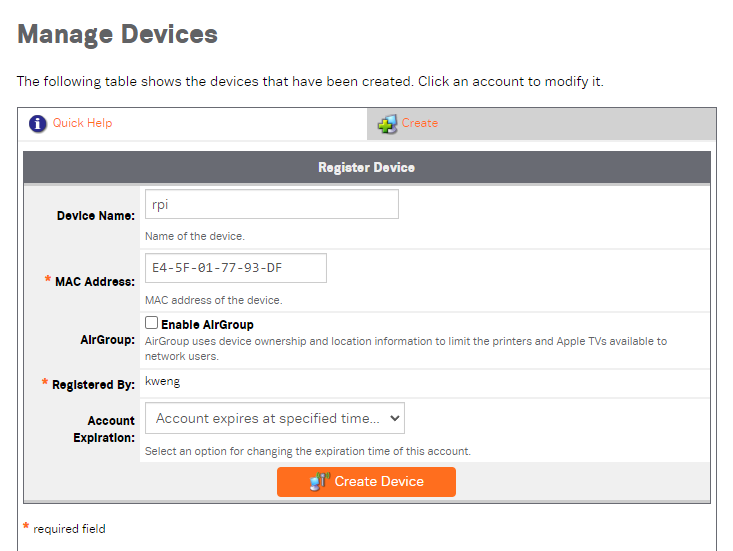 Manage Devices
The following table shows the devices that have been created. Click an account to modify it.
Quick Help
Create
Register Device
Device Name:
rpi
Name of the device.
* MAC Address:
E4-5F-01-77-93-DF
MAC address of the device.
AirGroup:
Enable AirGroup
AirGroup uses device ownership and location information to limit the printers and Apple TVs available to
network users.
* Registered By:
kweng
Account
Expiration:
Account expires at specified time...
Select an option for changing the expiration time of this account.
Create Device
* required field